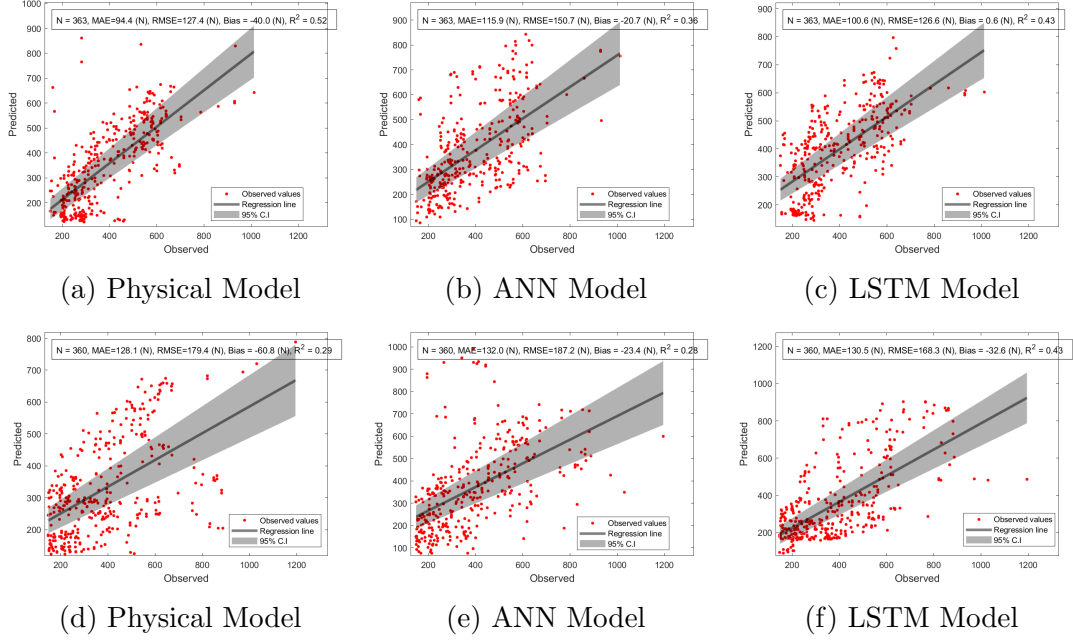 N = 363, MAE=94.4 (N), RMSE=127.4 (N), Bias = -40.0 (N), R² = 0.52
1000
900
800
700
600
500
400
300
200
Predicted
Observed values
Regression line
95% C.I
200 400 600 800 1000 1200
Observed
(a) Physical Model
N = 363, MAE=115.9 (N), RMSE=150.7 (N), Bias = -20.7 (N), R² = 0.36
900
800
700
600
500
400
300
200
100
Predicted
Observed values
Regression line
95% C.I
200 400 600 800 1000 1200
Observed
(b) ANN Model
N = 363, MAE=100.6 (N), RMSE=126.6 (N), Bias = 0.6 (N), R² = 0.43
900
800
700
600
500
400
300
200
Predicted
Observed values
Regression line
95% C.I
200 400 600 800 1000 1200
Observed
(c) LSTM Model
N = 360, MAE=128.1 (N), RMSE=179.4 (N), Bias = -60.8 (N), R² = 0.29
800
700
600
500
400
300
200
Predicted
Observed values
Regression line
95% C.I
200 400 600 800 1000 1200
Observed
(d) Physical Model
N = 360, MAE=132.0 (N), RMSE=187.2 (N), Bias = -23.4 (N), R² = 0.28
1000
900
800
700
600
500
400
300
200
100
Predicted
Observed values
Regression line
95% C.I
200 400 600 800 1000 1200
Observed
(e) ANN Model
N = 360, MAE=130.5 (N), RMSE=168.3 (N), Bias = -32.6 (N), R² = 0.43
1200
1000
800
600
400
200
Predicted
Observed values
Regression line
95% C.I
200 400 600 800 1000 1200
Observed
(f) LSTM Model